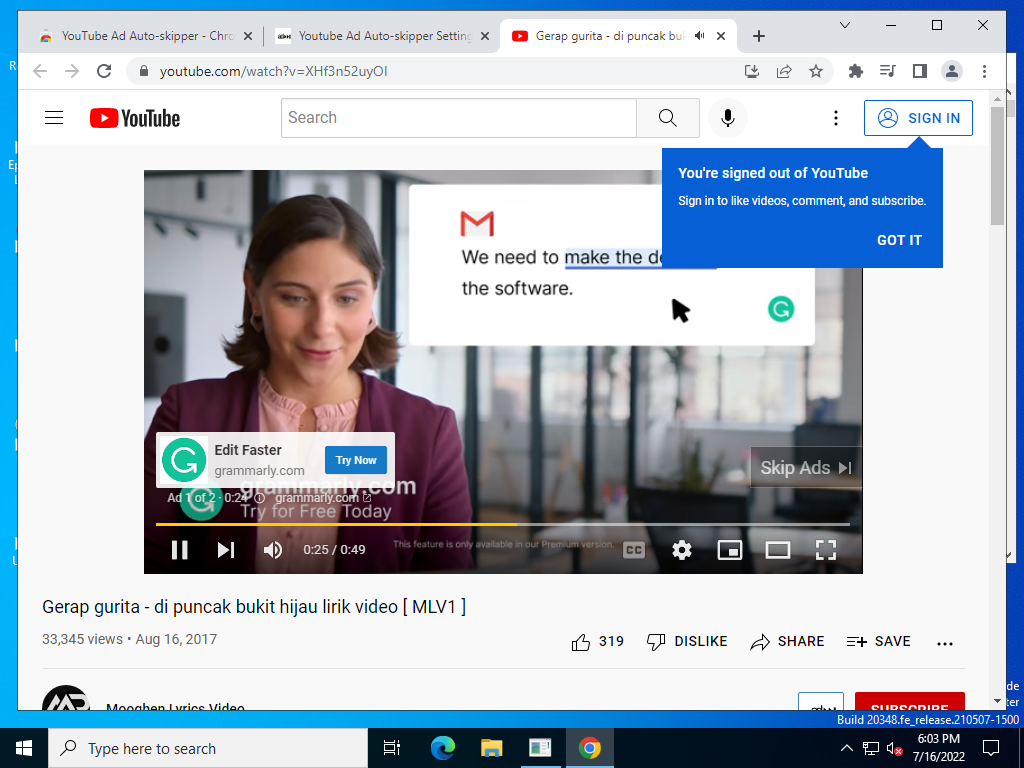 YouTube Ad Auto-skipper - Chro
Youtube Ad Auto-skipper Setting
Gerap gurita - di puncak buk
youtube.com/watch?v=XHf3n52uyOI
YouTube
Search
SIGN IN
You're signed out of YouTube
Sign in to like videos, comment, and subscribe.
GOT IT
We need to make the de
the software.
Edit Faster
grammarly.com
Try Now
Skip Ads
grammarly.com
Ad 1 of 2 · 0:24
grammarly.com
Try for Free Today
0:25 / 0:49
This feature is only available in our Premium version.
CC
Gerap gurita - di puncak bukit hijau lirik video [ MLV1 ]
33,345 views • Aug 16, 2017
319
DISLIKE
SHARE
SAVE
Mooghen Lyrics Video
SUBSCRIBE
Build 20348.fe_release.210507-1500
Type here to search
6:03 PM
7/16/2022